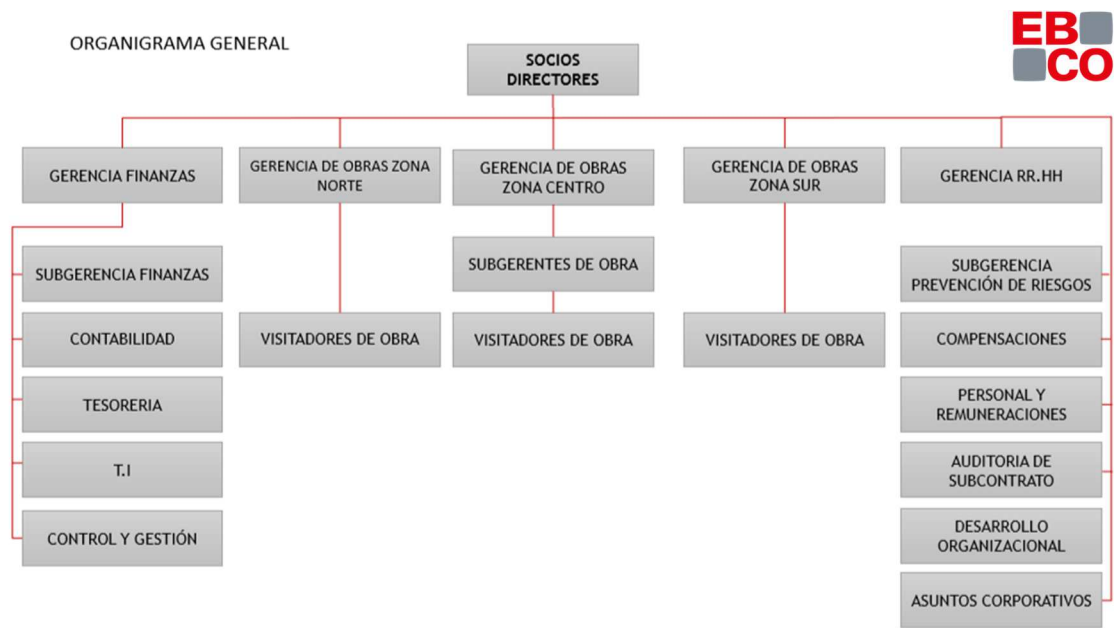 ORGANIGRAMA GENERAL
EB
CO
SOCIOS
DIRECTORES
GERENCIA FINANZAS
GERENCIA DE OBRAS ZONA
NORTE
GERENCIA DE OBRAS
ZONA CENTRO
GERENCIA DE OBRAS
ZONA SUR
GERENCIA RR.HH
SUBGERENCIA FINANZAS
CONTABILIDAD
TESORERIA
T.I
CONTROL Y GESTIÓN
VISITADORES DE OBRA
SUBGERENTES DE OBRA
VISITADORES DE OBRA
VISITADORES DE OBRA
SUBGERENCIA
PREVENCIÓN DE RIESGOS
COMPENSACIONES
PERSONAL Y
REMUNERACIONES
AUDITORIA DE
SUBCONTRATO
DESARROLLO
ORGANIZACIONAL
ASUNTOS CORPORATIVOS